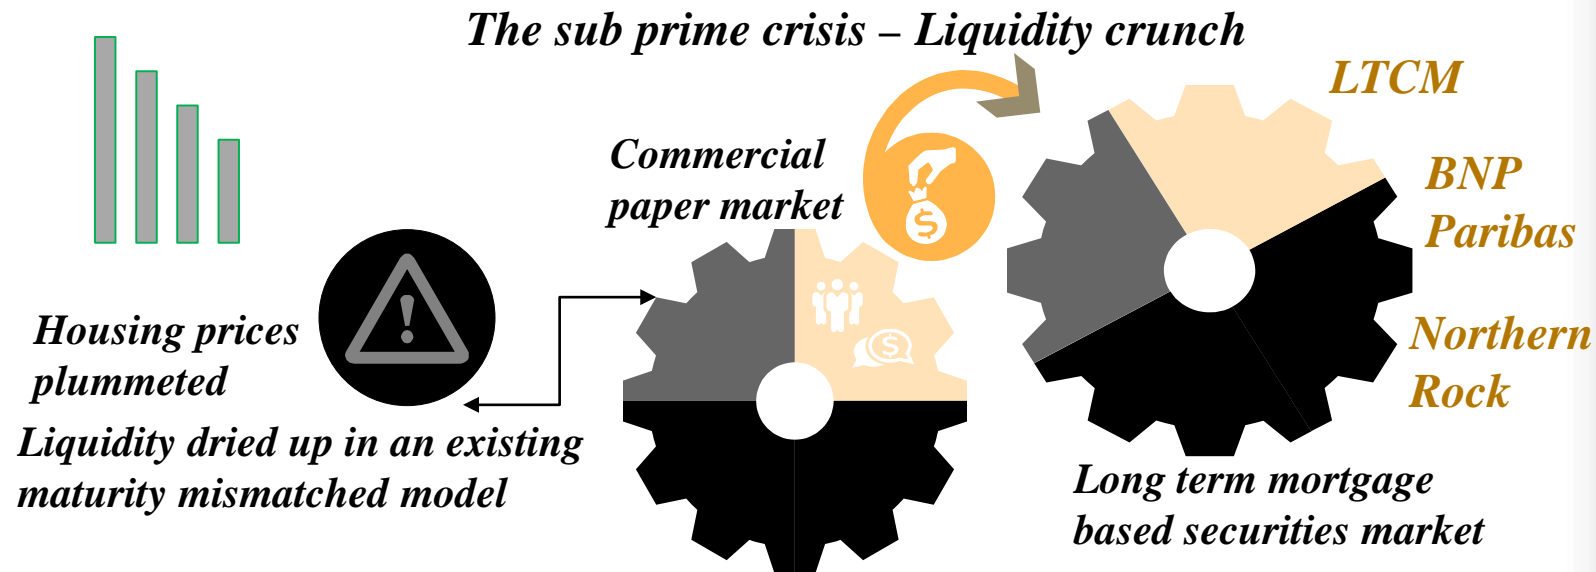 The sub prime crisis – Liquidity crunch
LTCM
Commercial
paper market
BNP
Paribas
Housing prices
plummeted
Northern
Rock
Liquidity dried up in an existing
maturity mismatched model
Long term mortgage
based securities market
$
$